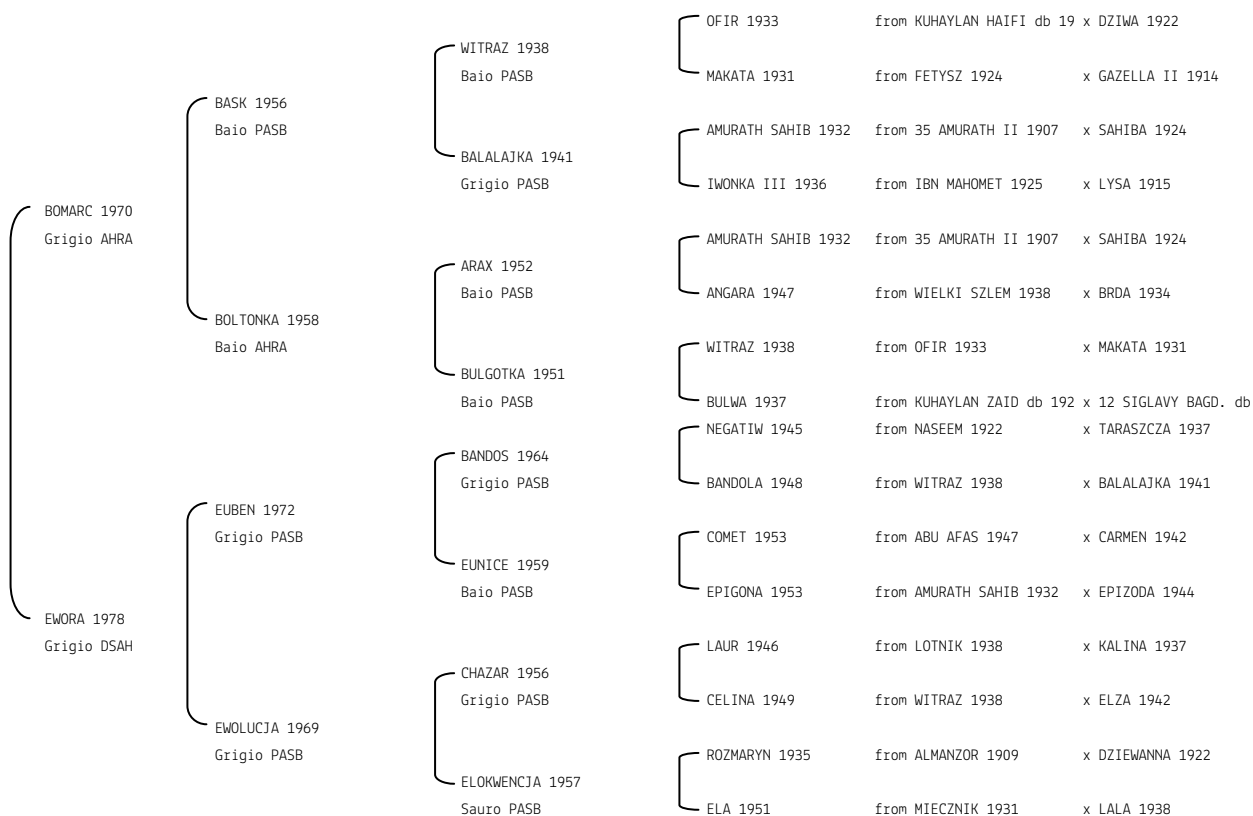 OFIR 1933 from KUHAYLAN HAIFI db 19 x DZIWA 1922
WITRAZ 1938
Baio PASB MAKATA 1931 from FETYSZ 1924 x GAZELLA II 1914
BASK 1956
Baio PASB AMURATH SAHIB 1932 from 35 AMURATH II 1907 x SAHIBA 1924
BALALAJKA 1941
Grigio PASB IWONKA III 1936 from IBN MAHOMET 1925 x LYSA 1915
BOMARC 1970
Grigio AHRA AMURATH SAHIB 1932 from 35 AMURATH II 1907 x SAHIBA 1924
ARAX 1952
Baio PASB ANGARA 1947 from WIELKI SZLEM 1938 x BRDA 1934
BOLTONKA 1958
Baio AHRA WITRAZ 1938 from OFIR 1933 x MAKATA 1931
BULGOTKA 1951
Baio PASB BULWA 1937 from KUHAYLAN ZAID db 192 x 12 SIGLAVY BAGD. db
NEGATIW 1945 from NASEEM 1922 x TARASZCZA 1937
BANDOS 1964
Grigio PASB BANDOLA 1948 from WITRAZ 1938 x BALALAJKA 1941
EUBEN 1972
Grigio PASB COMET 1953 from ABU AFAS 1947 x CARMEN 1942
EUNICE 1959
Baio PASB EPIGONA 1953 from AMURATH SAHIB 1932 x EPIZODA 1944
EWORA 1978
Grigio DSAH LAUR 1946 from LOTNIK 1938 x KALINA 1937
CHAZAR 1956
Grigio PASB CELINA 1949 from WITRAZ 1938 x ELZA 1942
EWOLUCJA 1969
Grigio PASB ROZMARYN 1935 from ALMANZOR 1909 x DZIEWANNA 1922
ELOKWENCJA 1957
Sauro PASB ELA 1951 from MIECZNIK 1931 x LALA 1938